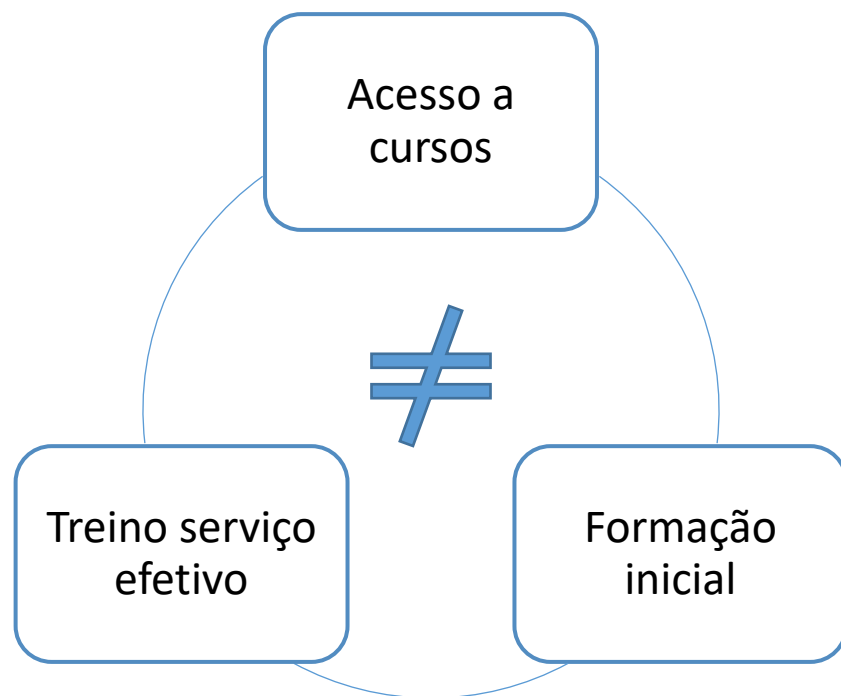 Acesso a
cursos
≠
Treino serviço
efetivo
Formação
inicial